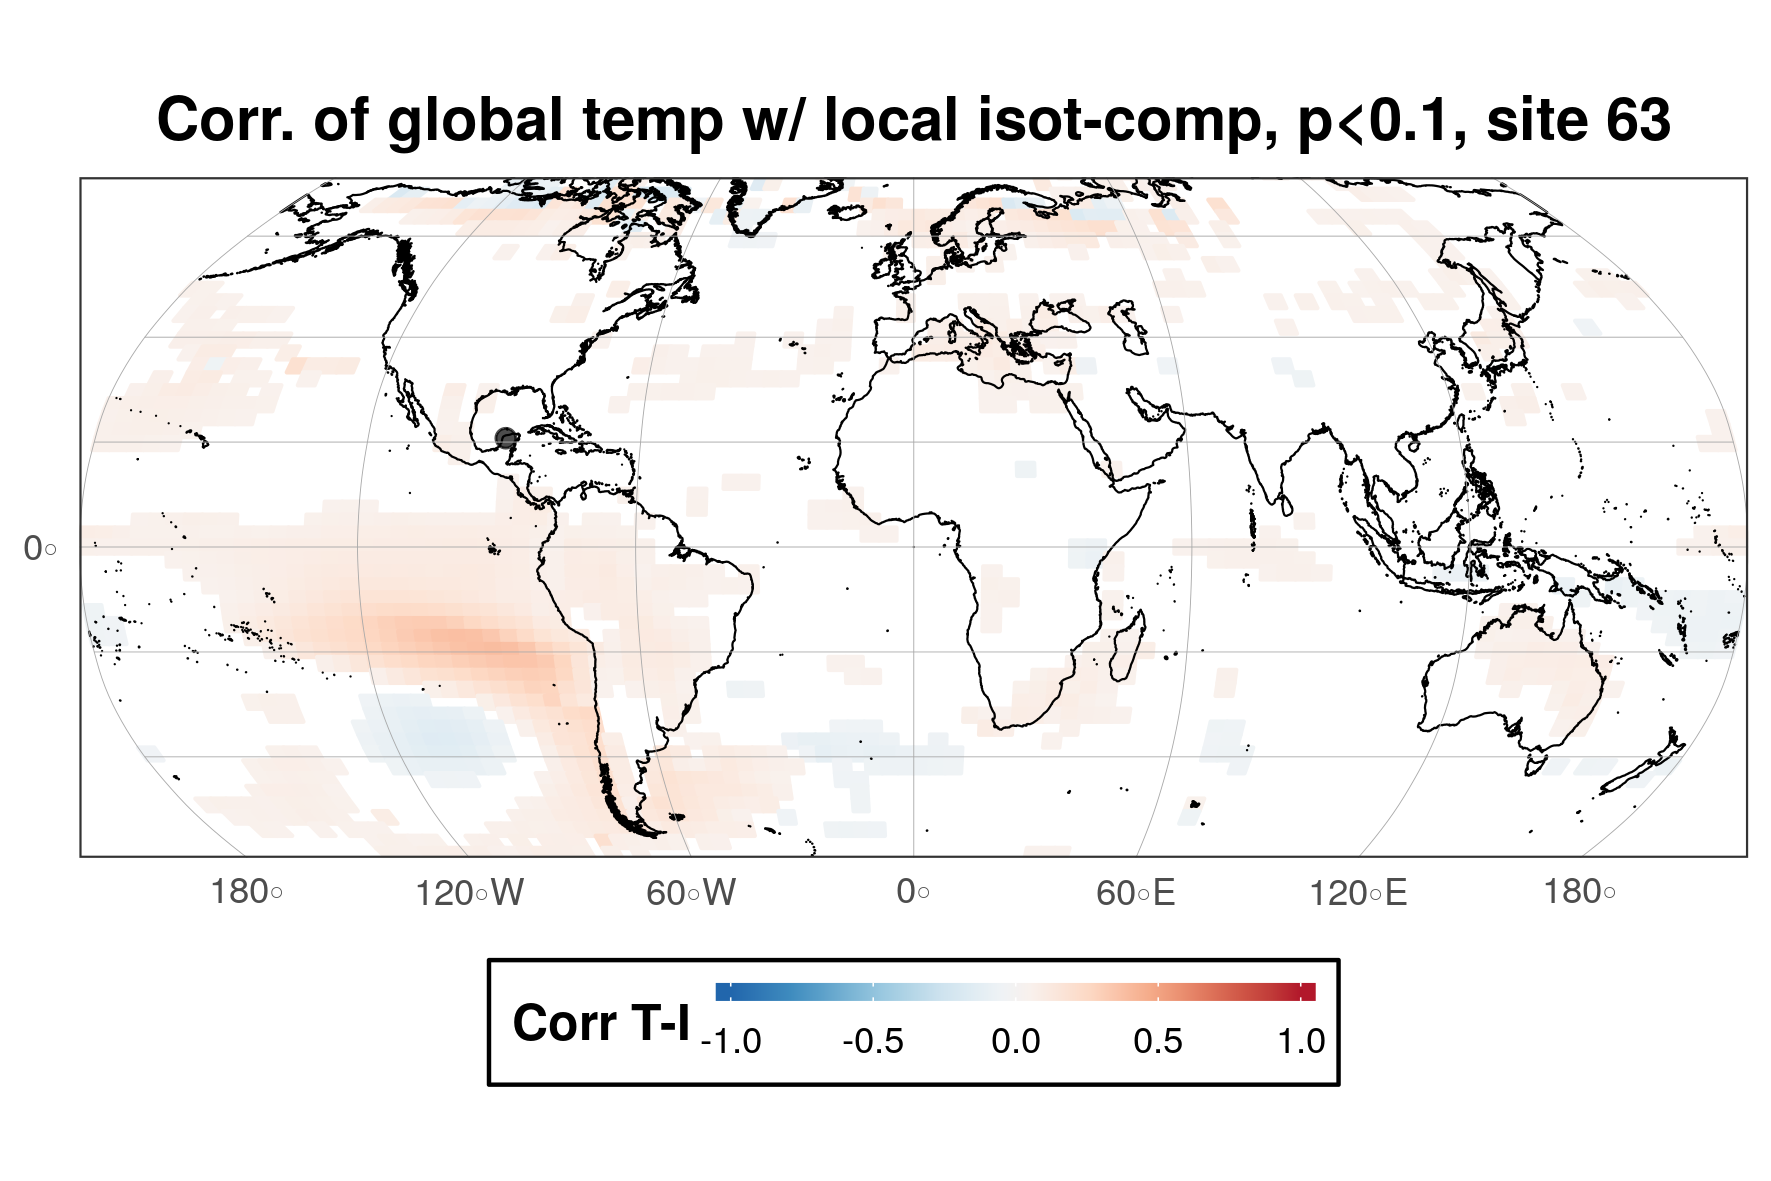 Corr. of global temp w/ local isot-comp, p<0.1, site 63
0°
180° 120°W 60°W 0° 60°E 120°E 180°
Corr T-I
-1.0 -0.5 0.0 0.5 1.0